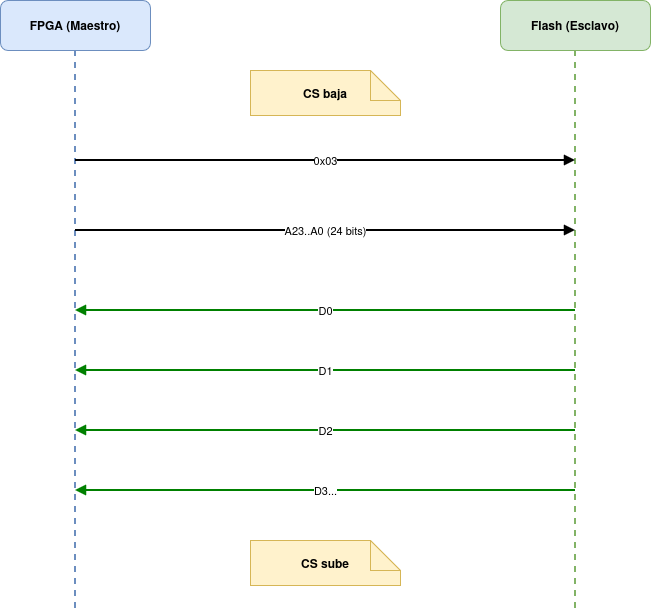 FPGA (Maestro)
Flash (Esclavo)
CS baja
0x03
A23..A0 (24 bits)
D0
D1
D2
D3...
CS sube